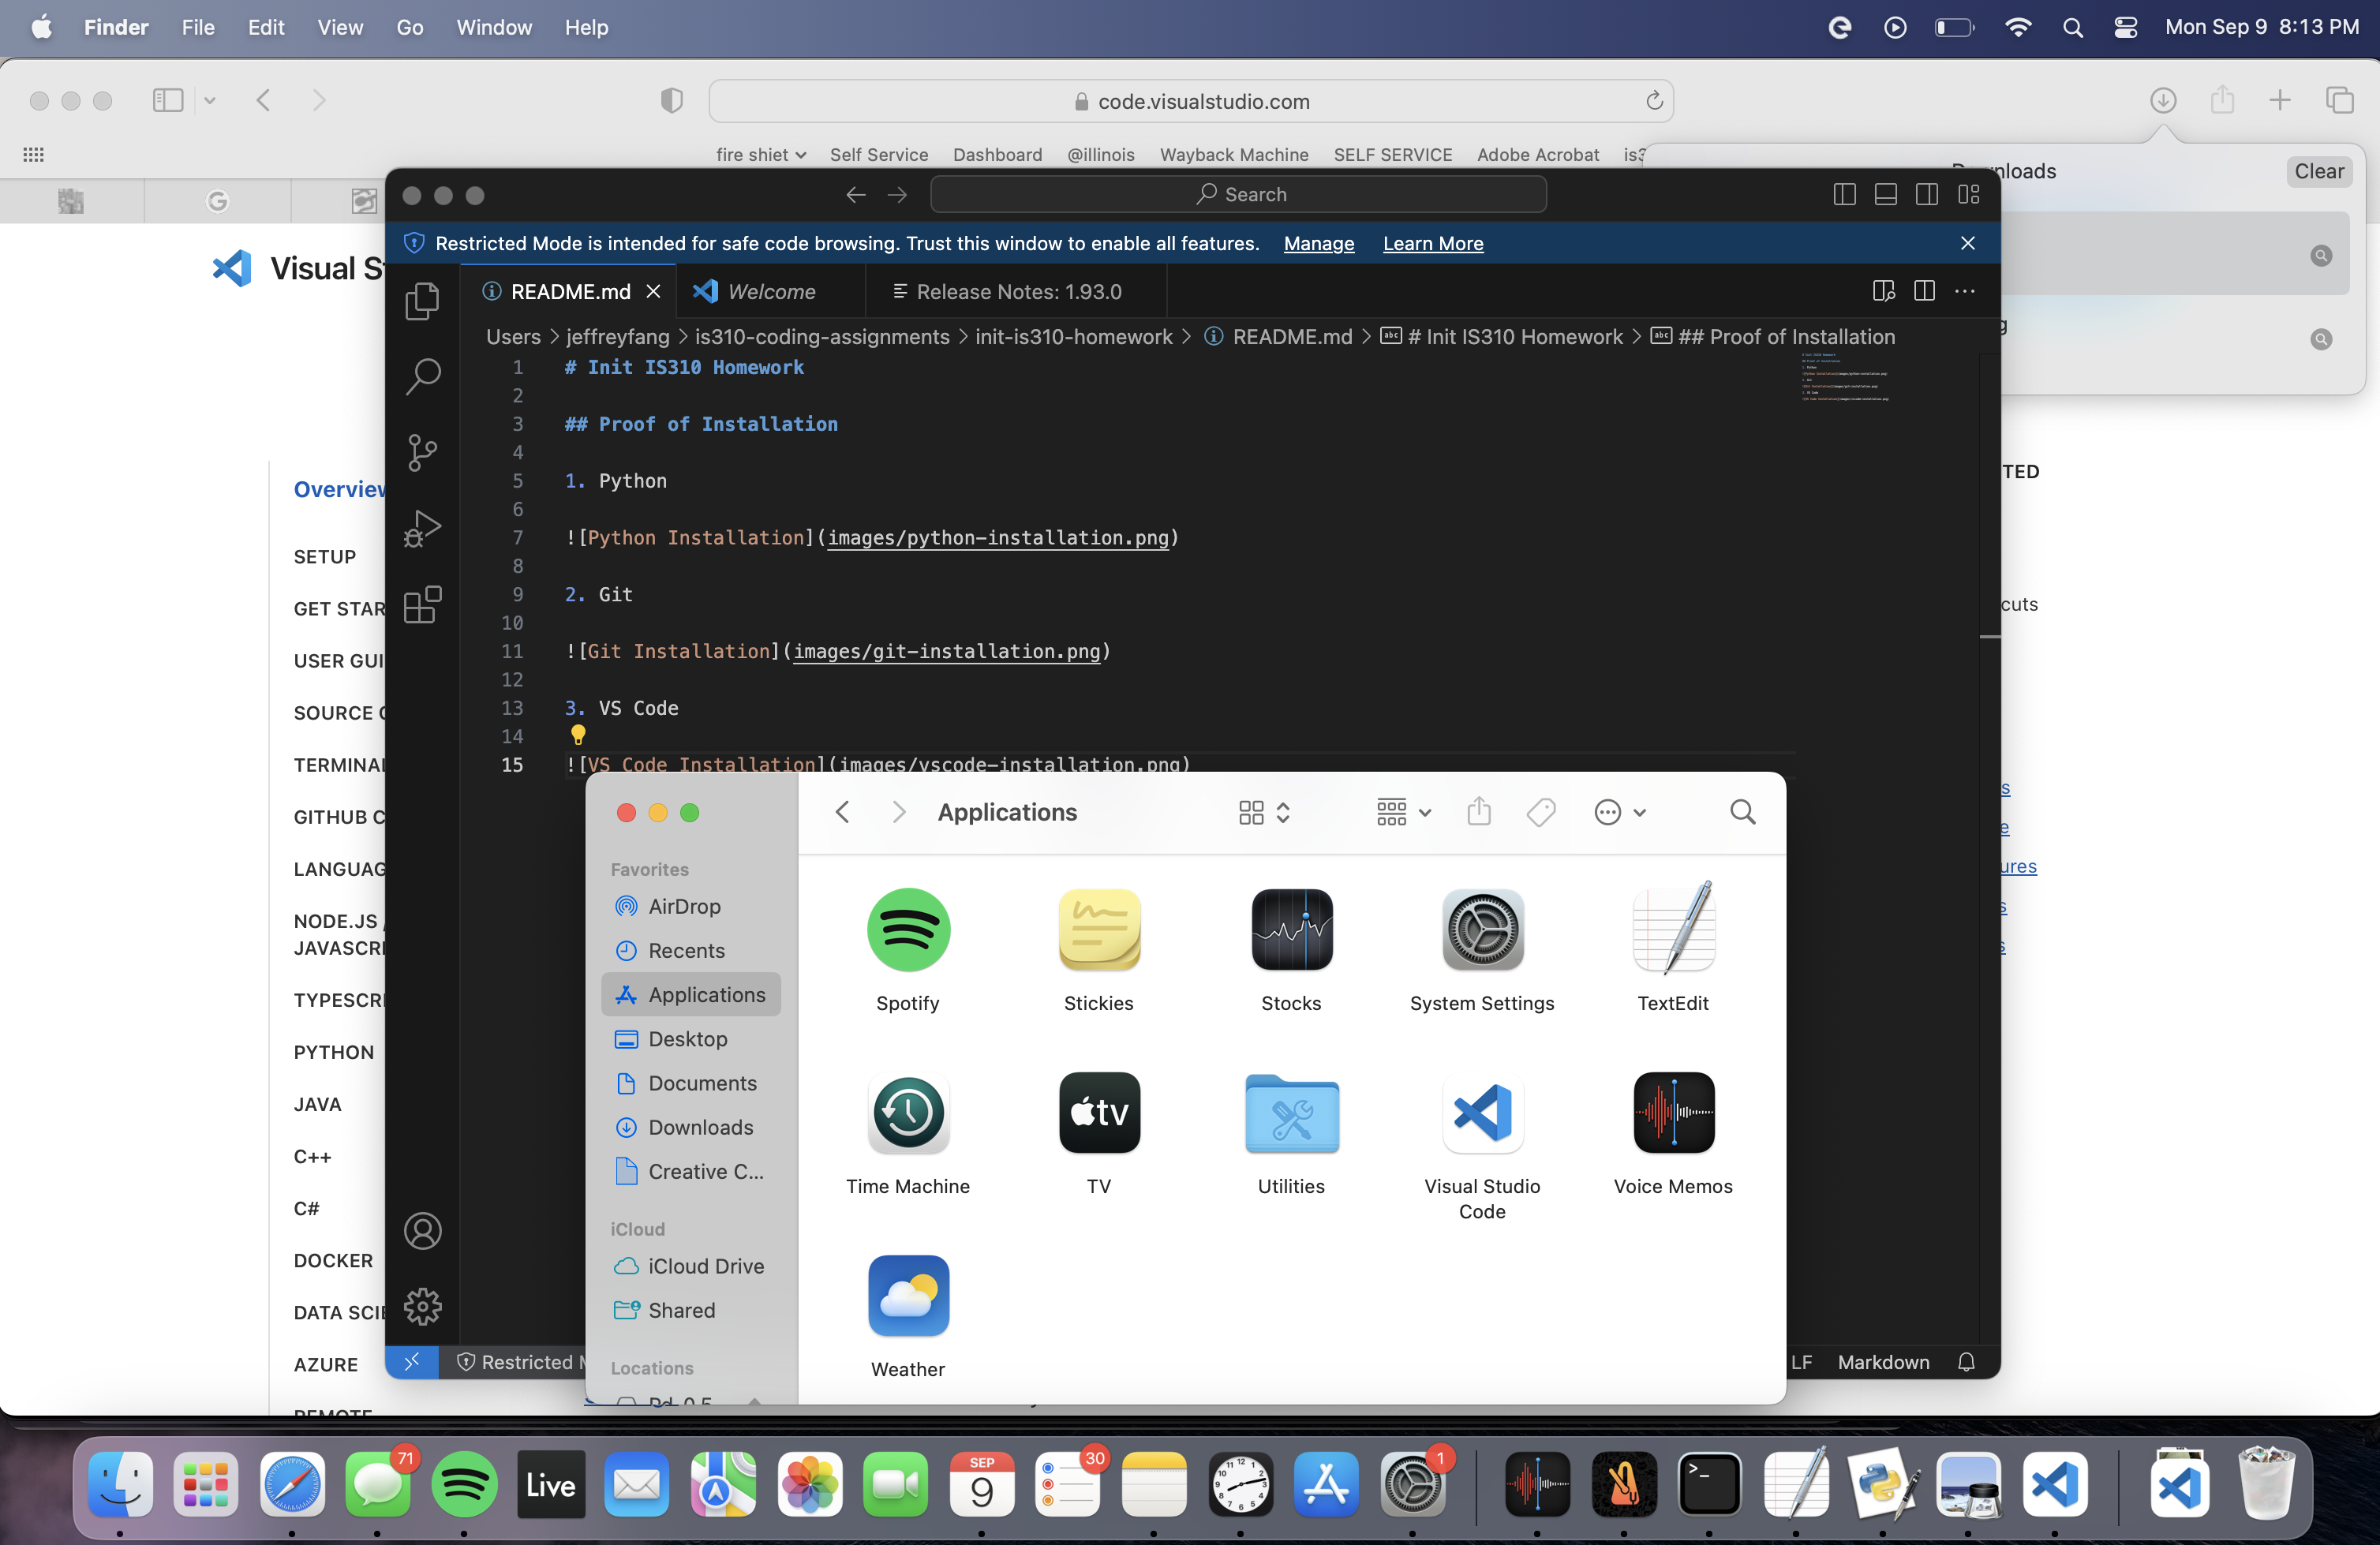 Finder File Edit View Go Window Help Mon Sep 9 8:13 PM
code.visualstudio.com
fire shiet Self Service Dashboard @illinois Wayback Machine SELF SERVICE Adobe Acrobat
Downloads Clear
Visual
Search
Restricted Mode is intended for safe code browsing. Trust this window to enable all features. Manage Learn More
README.md Welcome Release Notes: 1.93.0
Users > jeffreyfang > is310-coding-assignments > init-is310-homework > README.md > # Init IS310 Homework > ## Proof of Installation
1 # Init IS310 Homework
2
3 ## Proof of Installation
4
5 1. Python
6
7 ![Python Installation](images/python-installation.png)
8
9 2. Git
10
11 ![Git Installation](images/git-installation.png)
12
13 3. VS Code
14
15 ![VS Code Installation](images/vscode-installation.png)
Restricted
LF Markdown
Overview
SETUP
GET STAR
USER GUI
SOURCE C
TERMINAL
GITHUB C
LANGUAG
NODE.JS /
JAVASCRI
TYPESCRI
PYTHON
JAVA
C++
C#
DOCKER
DATA SCIE
AZURE
REMOTE
TED
cuts
s
e
ures
s
s
Applications
Favorites
AirDrop
Recents
Applications
Desktop
Documents
Downloads
Creative C...
iCloud
iCloud Drive
Shared
Locations
Spotify Stickies Stocks System Settings TextEdit
tv
Time Machine TV Utilities Visual Studio Code Voice Memos
Weather
71 Live SEP 9 30 1